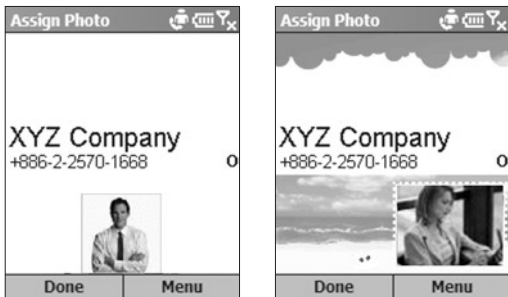 Assign Photo
XYZ Company
+886-2-2570-1668 o
Done Menu
Assign Photo
XYZ Company
+886-2-2570-1668 o
Done Menu